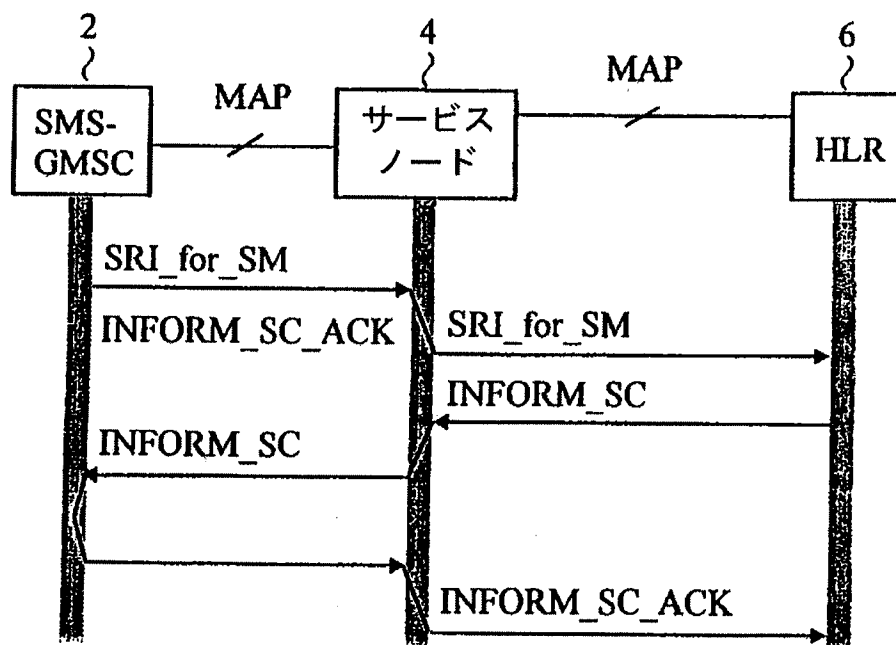 2
4
6
MAP
MAP
SMS-
GMSC
サービス
ノード
HLR
SRI_for_SM
INFORM_SC_ACK
SRI_for_SM
INFORM_SC
INFORM_SC
INFORM_SC_ACK